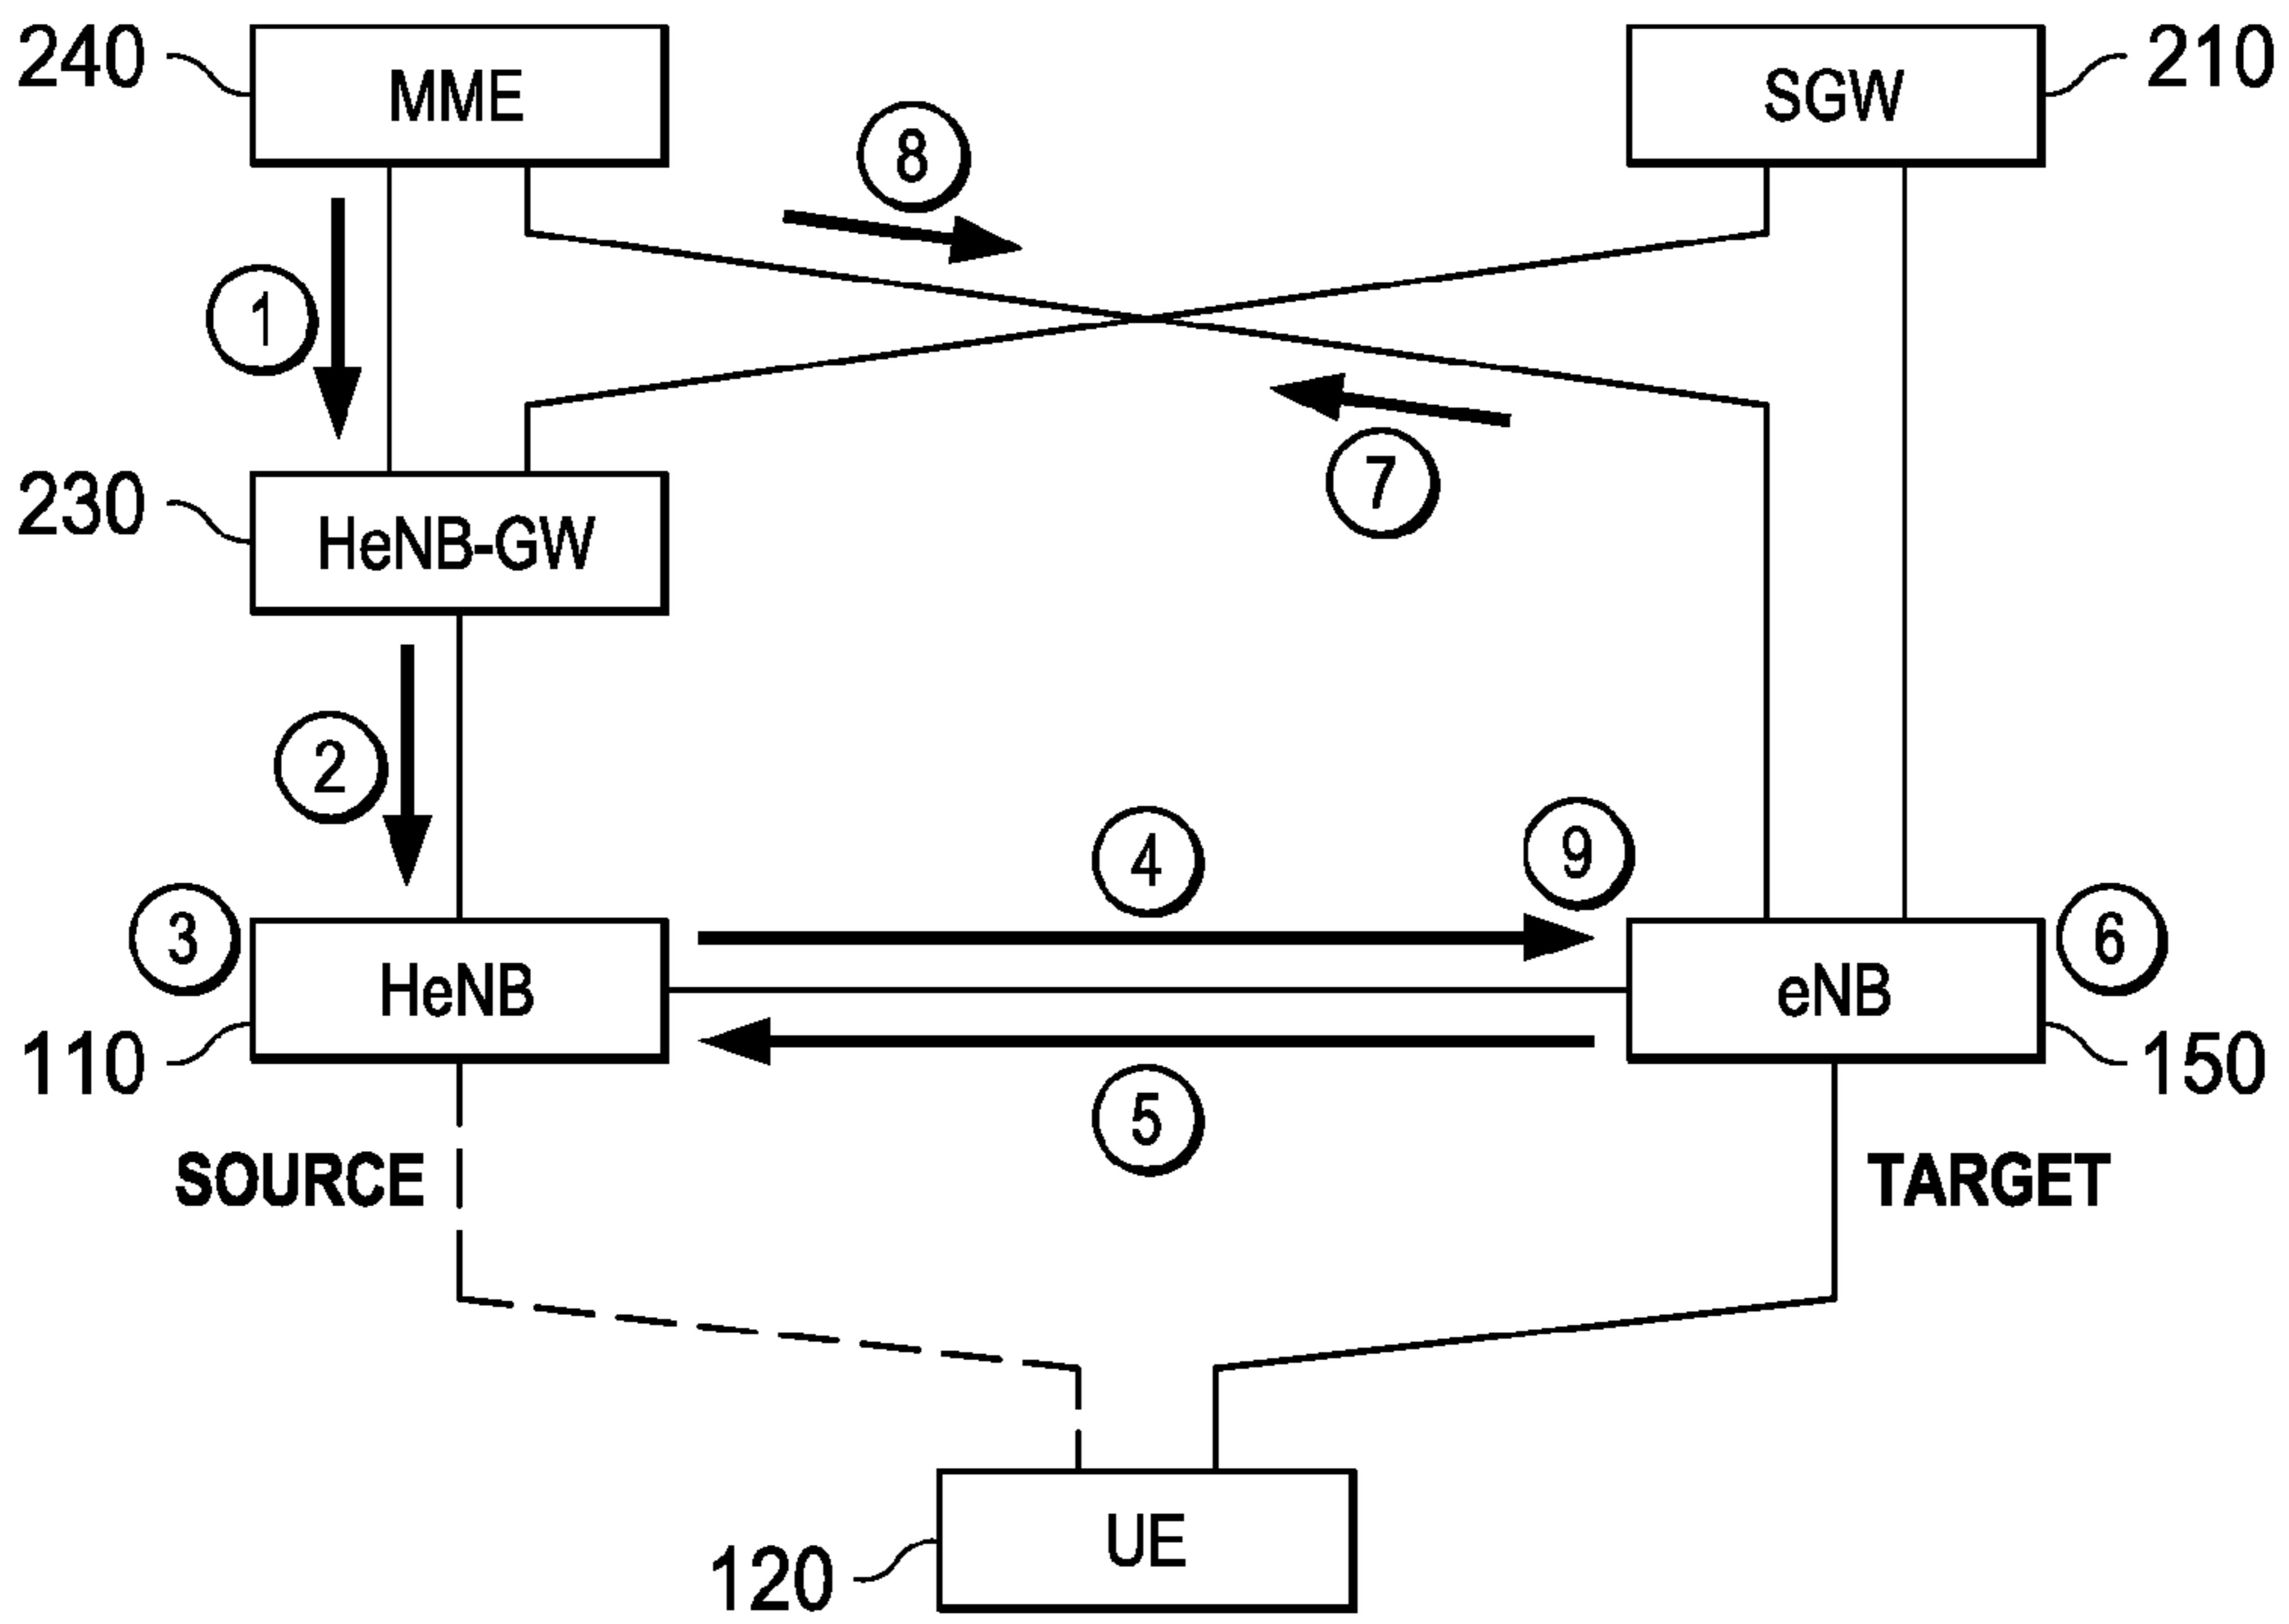 240
MME
SGW
210
8
1
7
230
HeNB-GW
2
4
9
3
HeNB
eNB
6
110
150
5
SOURCE
TARGET
UE
120